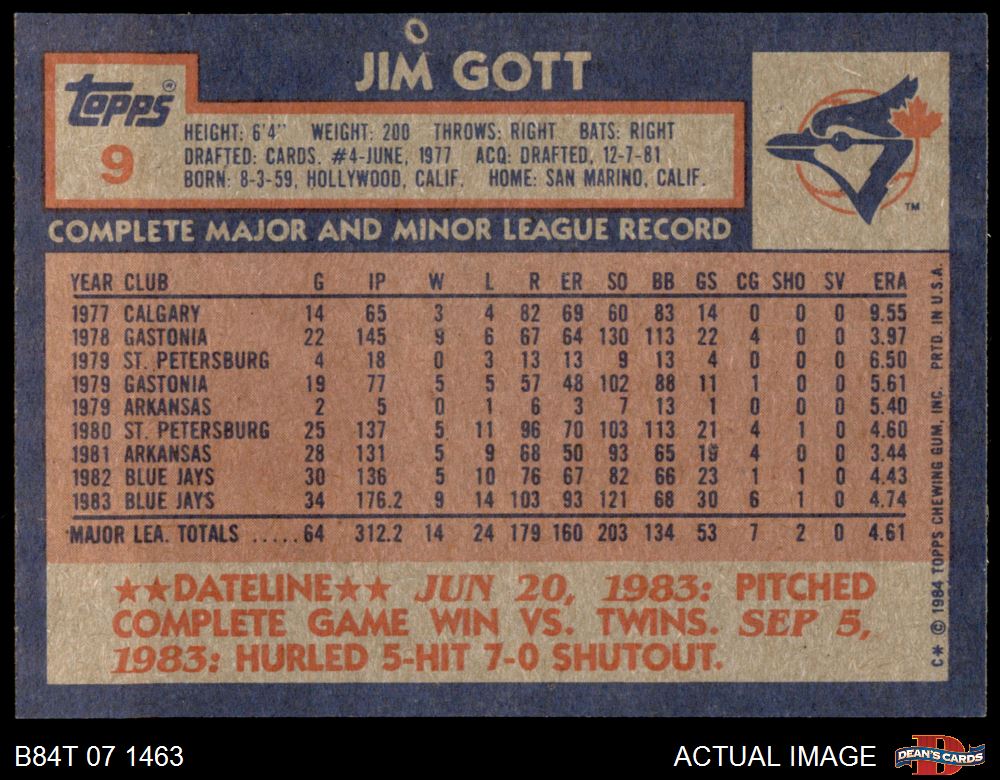 JIM GOTT
Topps®
9
HEIGHT: 6'4" WEIGHT: 200 THROWS: RIGHT BATS: RIGHT
DRAFTED: CARDS. #4-JUNE, 1977 ACQ: DRAFTED, 12-7-81
BORN: 8-3-59, HOLLYWOOD, CALIF. HOME: SAN MARINO, CALIF.
TM
COMPLETE MAJOR AND MINOR LEAGUE RECORD
YEAR CLUB G IP W L R ER SO BB GS CG SHO SV ERA
1977 CALGARY 14 65 3 4 82 69 60 83 14 0 0 0 9.55
1978 GASTONIA 22 145 9 6 67 64 130 113 22 4 0 0 3.97
1979 ST. PETERSBURG 4 18 0 3 13 13 9 13 4 0 0 0 6.50
1979 GASTONIA 19 77 5 5 57 48 102 88 11 1 0 0 5.61
1979 ARKANSAS 2 5 0 1 6 3 7 13 1 0 0 0 5.40
1980 ST. PETERSBURG 25 137 5 11 96 70 103 113 21 4 1 0 4.60
1981 ARKANSAS 28 131 5 9 68 50 93 65 19 4 0 0 3.44
1982 BLUE JAYS 30 136 5 10 76 67 82 66 23 1 1 0 4.43
1983 BLUE JAYS 34 176.2 9 14 103 93 121 68 30 6 1 0 4.74
MAJOR LEA. TOTALS .....64 312.2 14 24 179 160 203 134 53 7 2 0 4.61
★★DATELINE★★ JUN 20, 1983: PITCHED
COMPLETE GAME WIN VS. TWINS. SEP 5,
1983: HURLED 5-HIT 7-0 SHUTOUT.
C* © 1984 TOPPS CHEWING GUM, INC. PRTD. IN U.S.A.
B84T 07 1463
ACTUAL IMAGE
D
DEAN'S CARDS